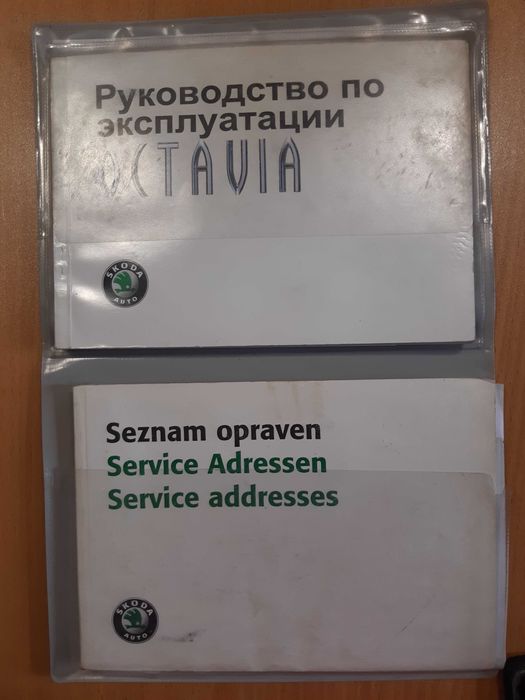 Руководство по
эксплуатации
OCTAVIA
SKODA
AUTO
Seznam opraven
Service Adressen
Service addresses
SKODA
AUTO